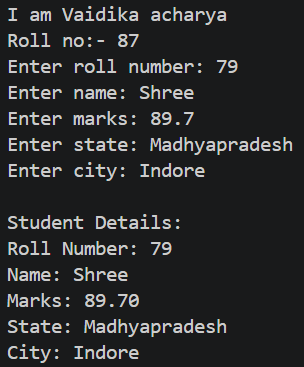 I am Vaidika acharya
Roll no:- 87
Enter roll number: 79
Enter name: Shree
Enter marks: 89.7
Enter state: Madhyapradesh
Enter city: Indore

Student Details:
Roll Number: 79
Name: Shree
Marks: 89.70
State: Madhyapradesh
City: Indore